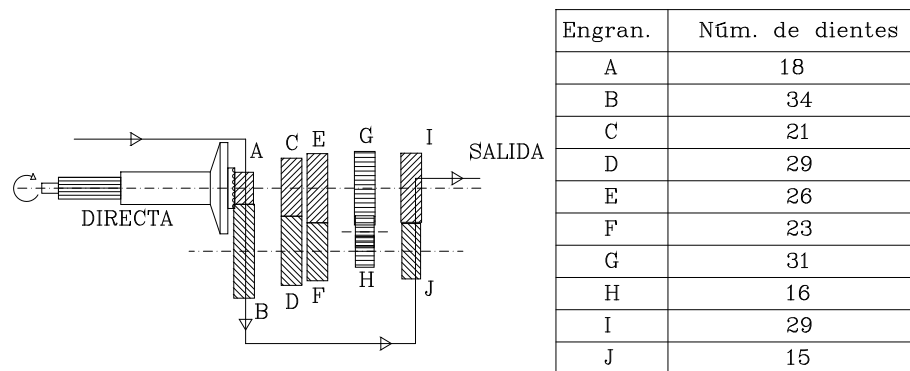 A
C
E
G
I
SALIDA
DIRECTA
B
D
F
H
J
Engran. Núm. de dientes
A 18
B 34
C 21
D 29
E 26
F 23
G 31
H 16
I 29
J 15